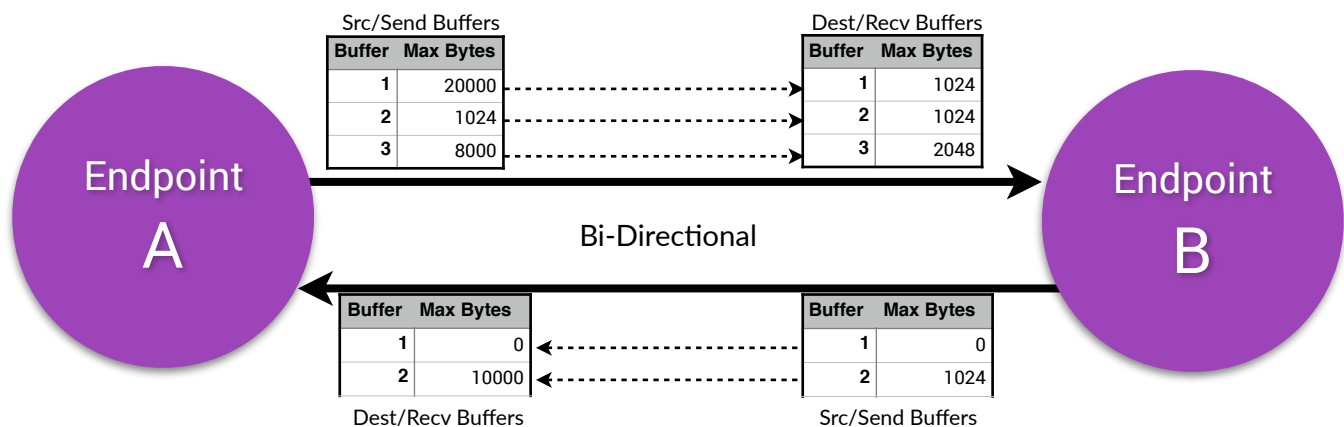 Src/Send Buffers
Buffer Max Bytes
1 20000
2 1024
3 8000
Dest/Recv Buffers
Buffer Max Bytes
1 1024
2 1024
3 2048
Endpoint
A
Bi-Directional
Endpoint
B
Buffer Max Bytes
1 0
2 10000
Dest/Recv Buffers
Buffer Max Bytes
1 0
2 1024
Src/Send Buffers